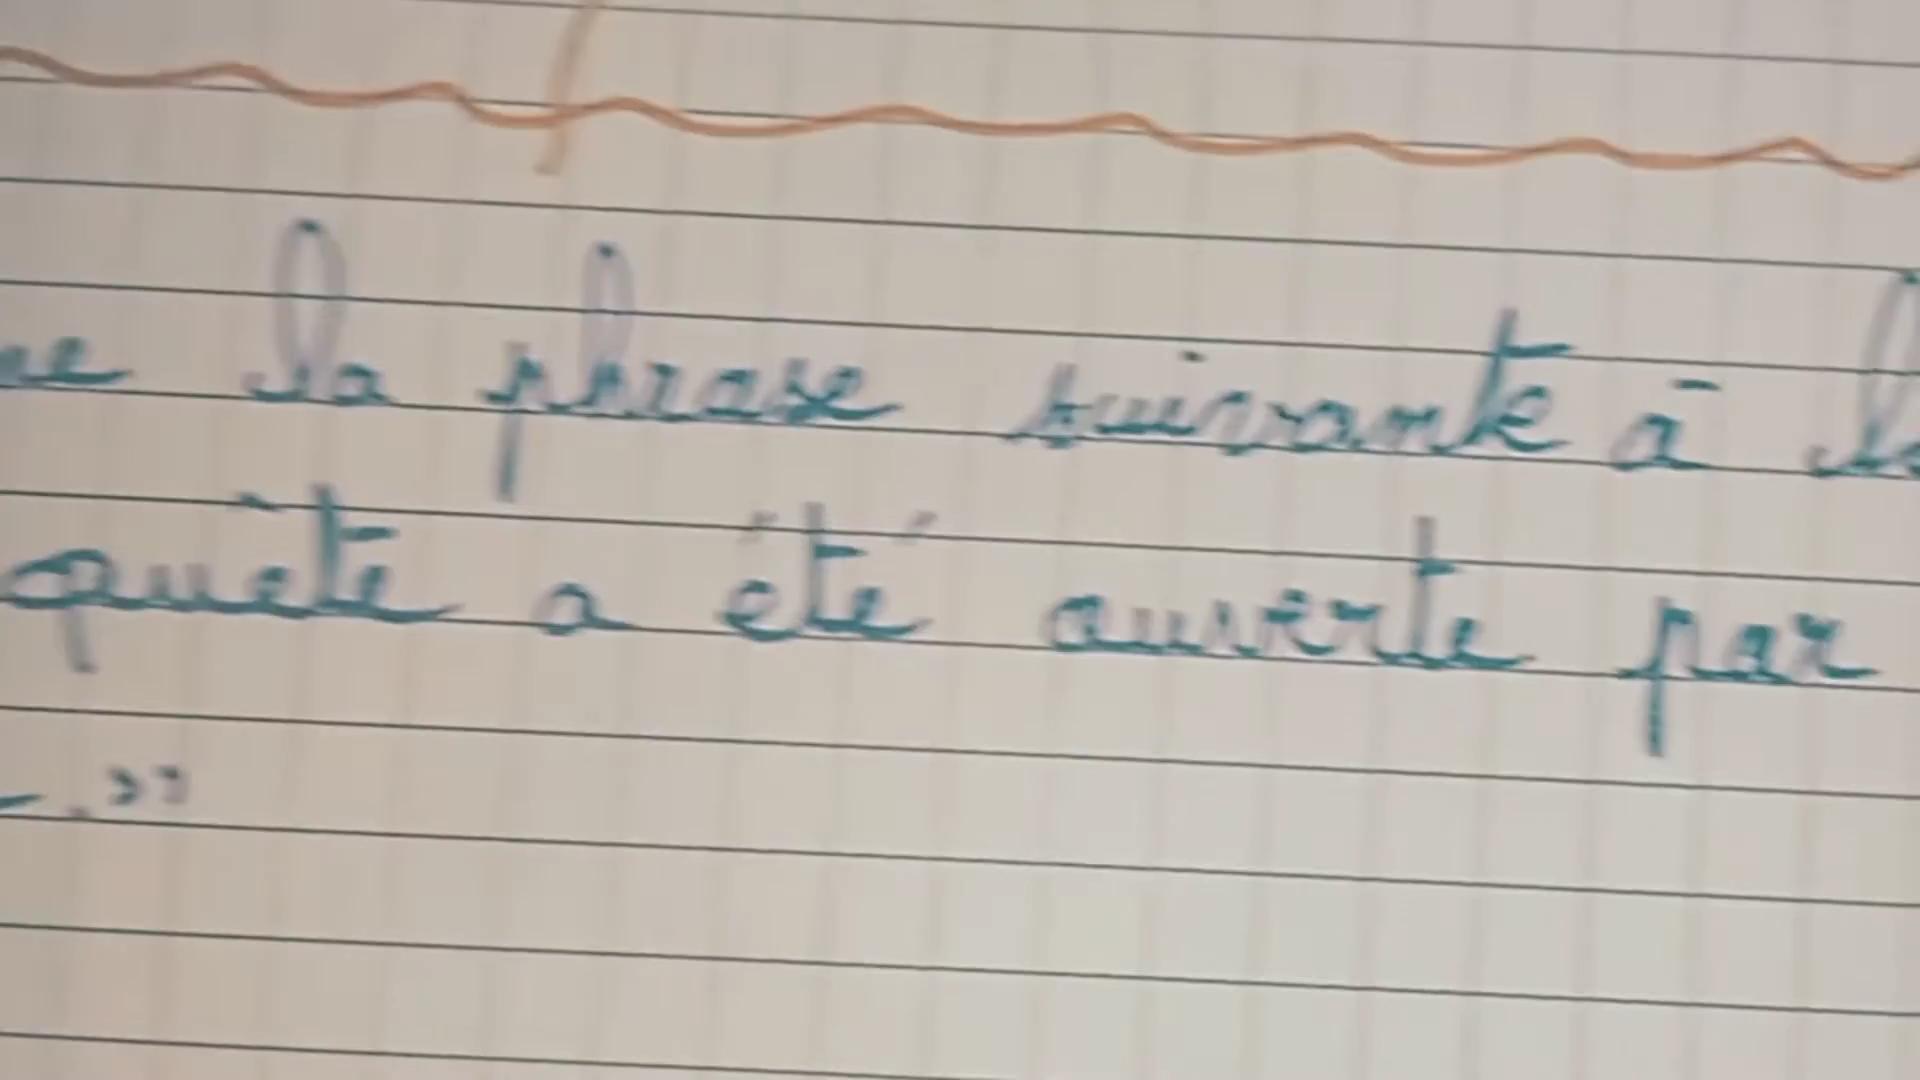 la phrase suivante à
quête a été ouverte par
."